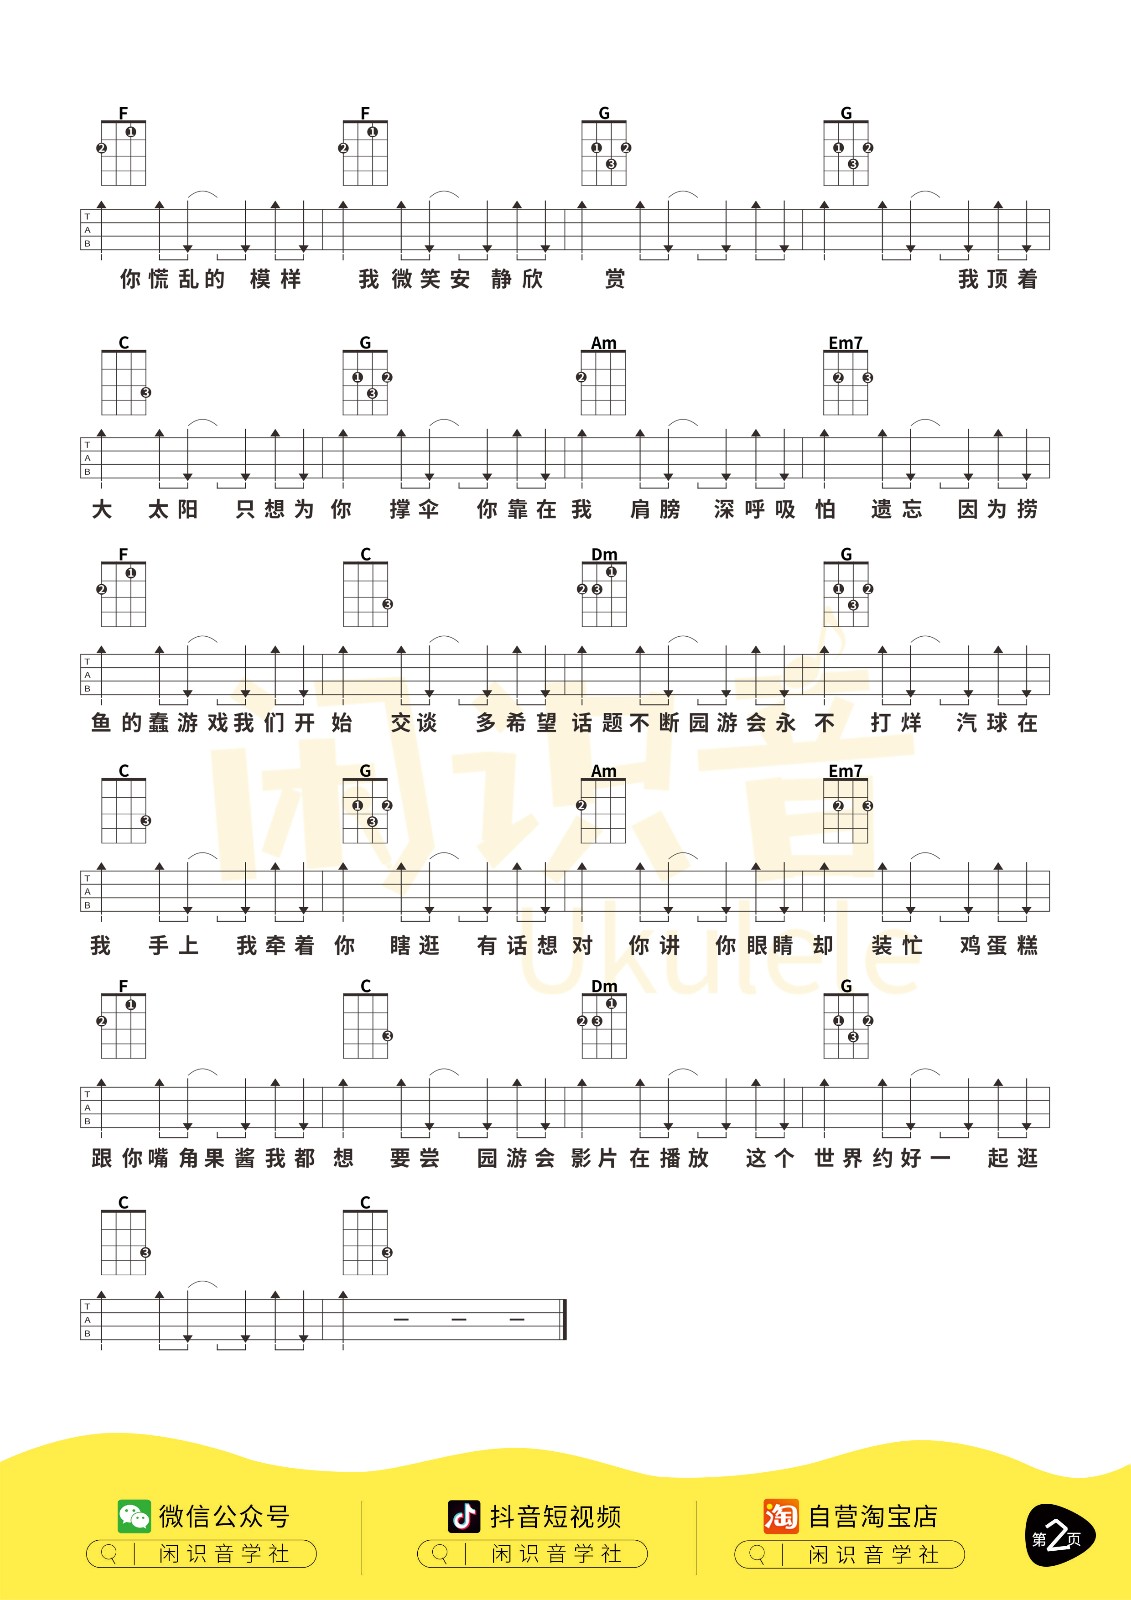 F F G G
T
A
B
你慌乱的 模样 我微笑安 静欣 赏 我顶着
C G Am Em7
T
A
B
大 太阳 只想为 你 撑伞 你靠在 我 肩膀 深呼吸 怕 遗忘 因为捞
F C Dm G
T
A
B
鱼的蠢游戏我们开 始 交谈 多希望 话题不断园游会永 不 打烊 汽球在
C G Am Em7
T
A
B
我 手上 我牵着 你 瞎逛 有话想 对 你讲 你眼睛 却 装忙 鸡蛋糕
F C Dm G
T
A
B
跟你嘴角果酱我都 想 要尝 园游会 影片在播放 这个 世界约好一 起逛
C C
T
A
B
闲识音
Ukulele
微信公众号 抖音短视频 淘 自营淘宝店
闲识音学社 闲识音学社 闲识音学社
第2页